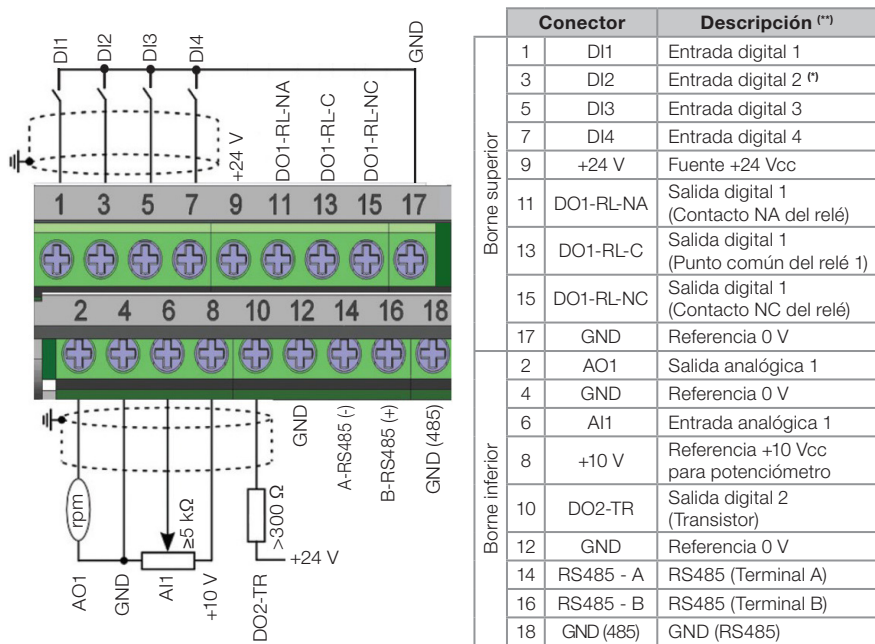 DI1
DI2
DI3
DI4
GND
+24 V
DO1-RL-NA
DO1-RL-C
DO1-RL-NC
1 3 5 7 9 11 13 15 17
2 4 6 8 10 12 14 16 18
GND
A-RS485 (-)
B-RS485 (+)
GND (485)
rpm
≥5 kΩ
>300 Ω
+24 V
AO1
GND
AI1
+10 V
DO2-TR
Conector Descripción (**)
Borne superior
1 DI1 Entrada digital 1
3 DI2 Entrada digital 2 (*)
5 DI3 Entrada digital 3
7 DI4 Entrada digital 4
9 +24 V Fuente +24 Vcc
11 DO1-RL-NA Salida digital 1
(Contacto NA del relé)
13 DO1-RL-C Salida digital 1
(Punto común del relé 1)
15 DO1-RL-NC Salida digital 1
(Contacto NC del relé)
17 GND Referencia 0 V
Borne inferior
2 AO1 Salida analógica 1
4 GND Referencia 0 V
6 AI1 Entrada analógica 1
8 +10 V Referencia +10 Vcc
para potenciómetro
10 DO2-TR Salida digital 2
(Transistor)
12 GND Referencia 0 V
14 RS485 - A RS485 (Terminal A)
16 RS485 - B RS485 (Terminal B)
18 GND (485) GND (RS485)